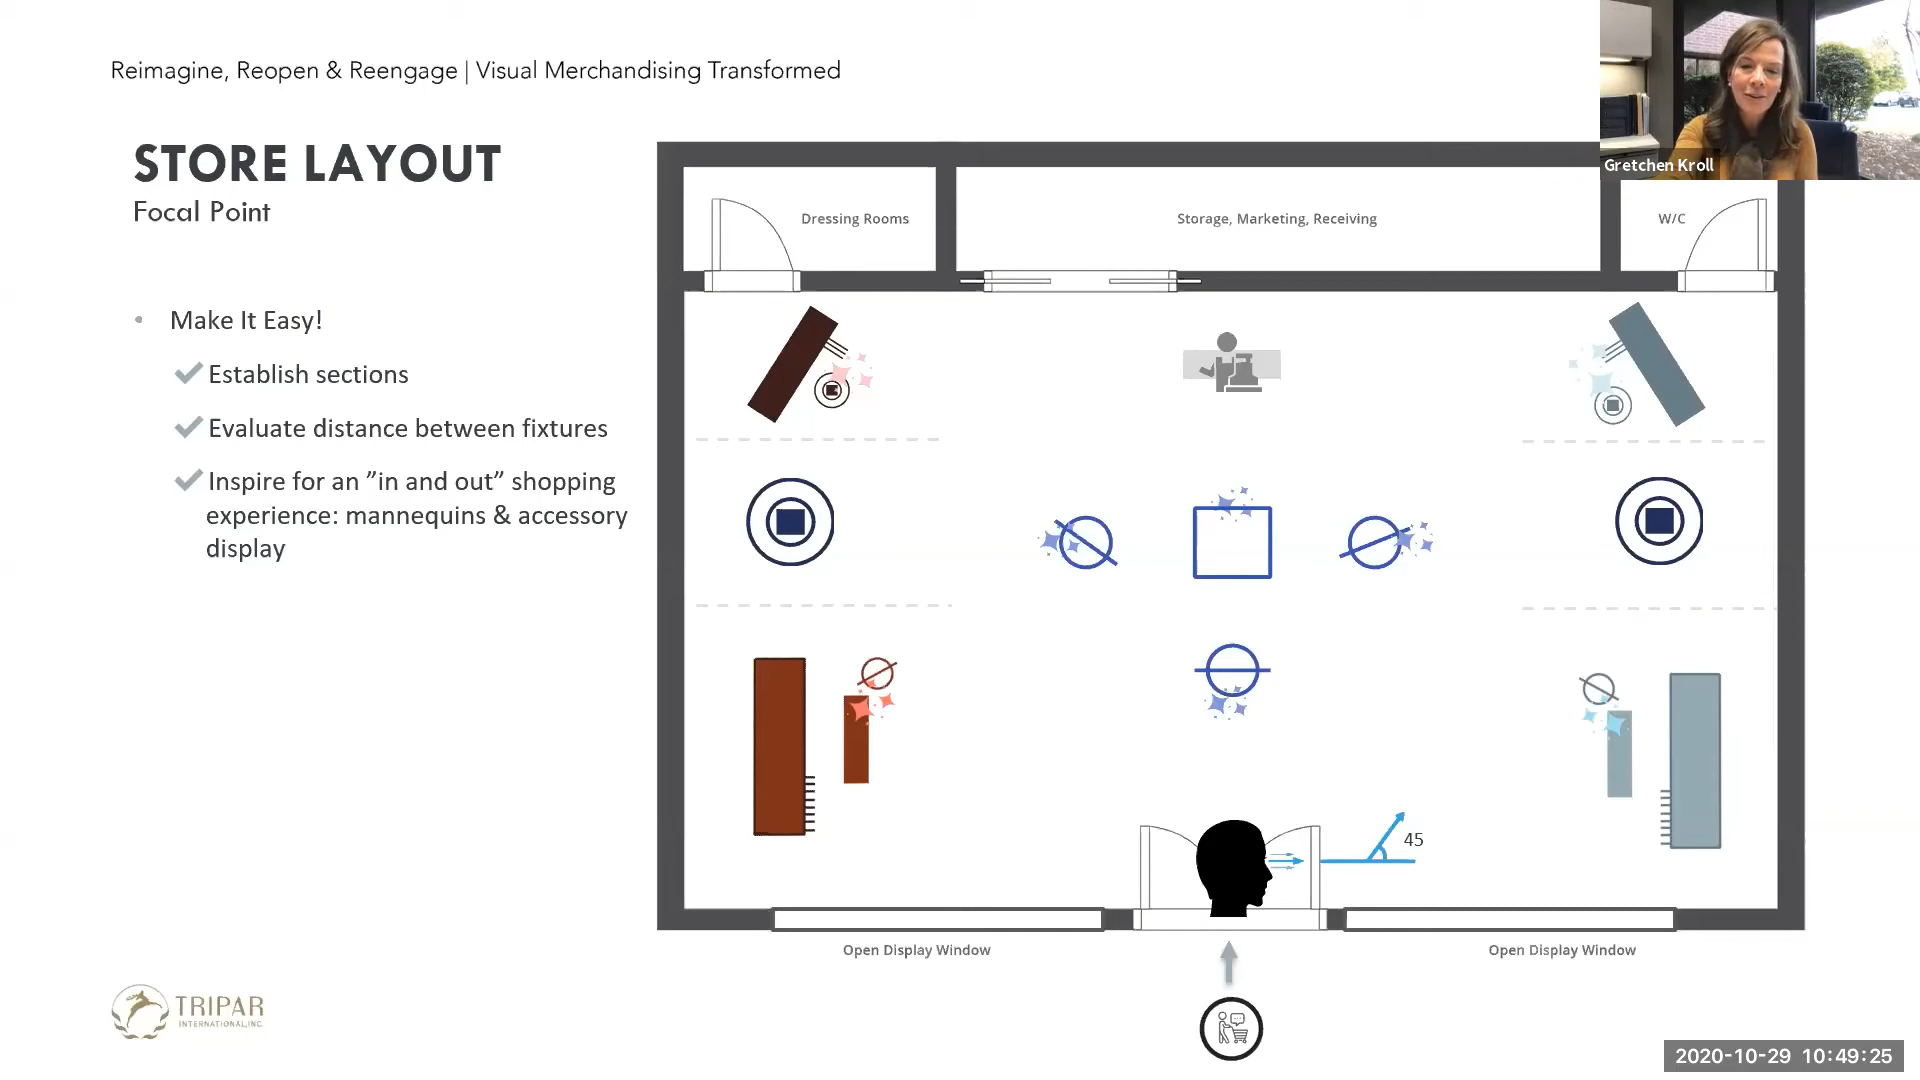 Reimagine, Reopen & Reengage | Visual Merchandising Transformed
Gretchen Kroll
STORE LAYOUT
Focal Point
Dressing Rooms
Storage, Marketing, Receiving
W/C
• Make It Easy!
Establish sections
Evaluate distance between fixtures
Inspire for an ”in and out” shopping
experience: mannequins & accessory
display
45
Open Display Window
Open Display Window
TRIPAR
INTERNATIONAL, INC.
2020-10-29 10:49:25